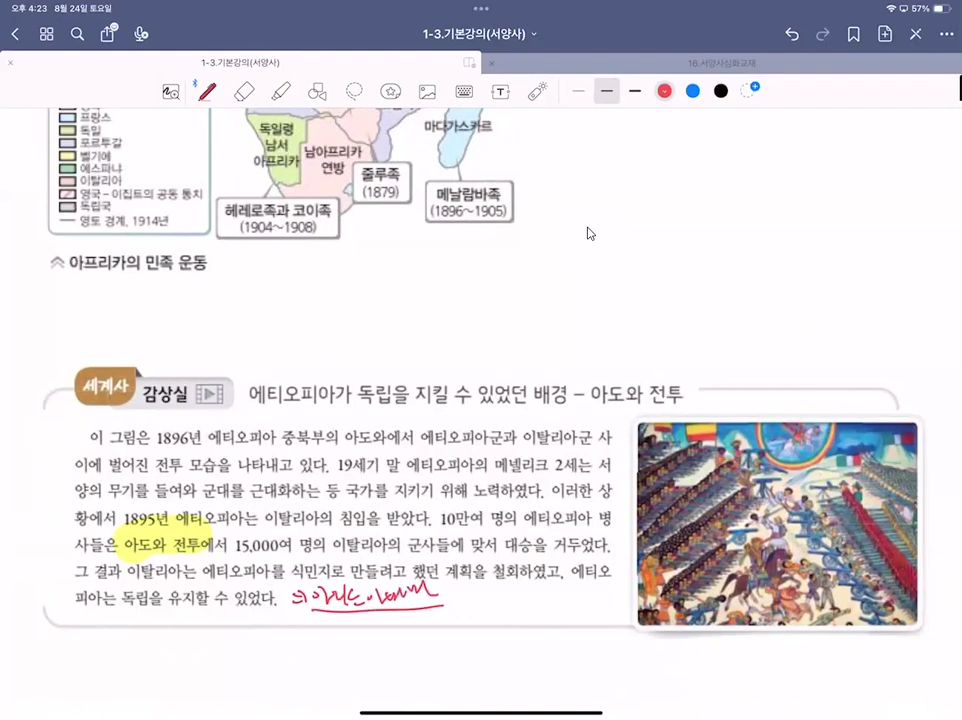 오후 4:23 8월 24일 토요일
57%
1-3.기본강의(서양사)
1-3.기본강의(서양사)
16.서양사심화교재
프랑스
독일
포르투갈
벨기에
에스파냐
이탈리아
영국-이집트의 공동 통치
독립국
영토 경계, 1914년
독일령
남서
아프리카
남아프리카
연방
마다가스카르
줄루족
(1879)
메날람바족
(1896~1905)
헤레로족과 코이족
(1904~1908)
아프리카의 민족 운동
세계사 감상실 에티오피아가 독립을 지킬 수 있었던 배경 – 아도와 전투
이 그림은 1896년 에티오피아 중북부의 아도와에서 에티오피아군과 이탈리아군 사
이에 벌어진 전투 모습을 나타내고 있다. 19세기 말 에티오피아의 메넬리크 2세는 서
양의 무기를 들여와 군대를 근대화하는 등 국가를 지키기 위해 노력하였다. 이러한 상
황에서 1895년 에티오피아는 이탈리아의 침입을 받았다. 10만여 명의 에티오피아 병
사들은 아도와 전투에서 15,000여 명의 이탈리아의 군사들에 맞서 대승을 거두었다.
그 결과 이탈리아는 에티오피아를 식민지로 만들려고 했던 계획을 철회하였고, 에티오
피아는 독립을 유지할 수 있었다.